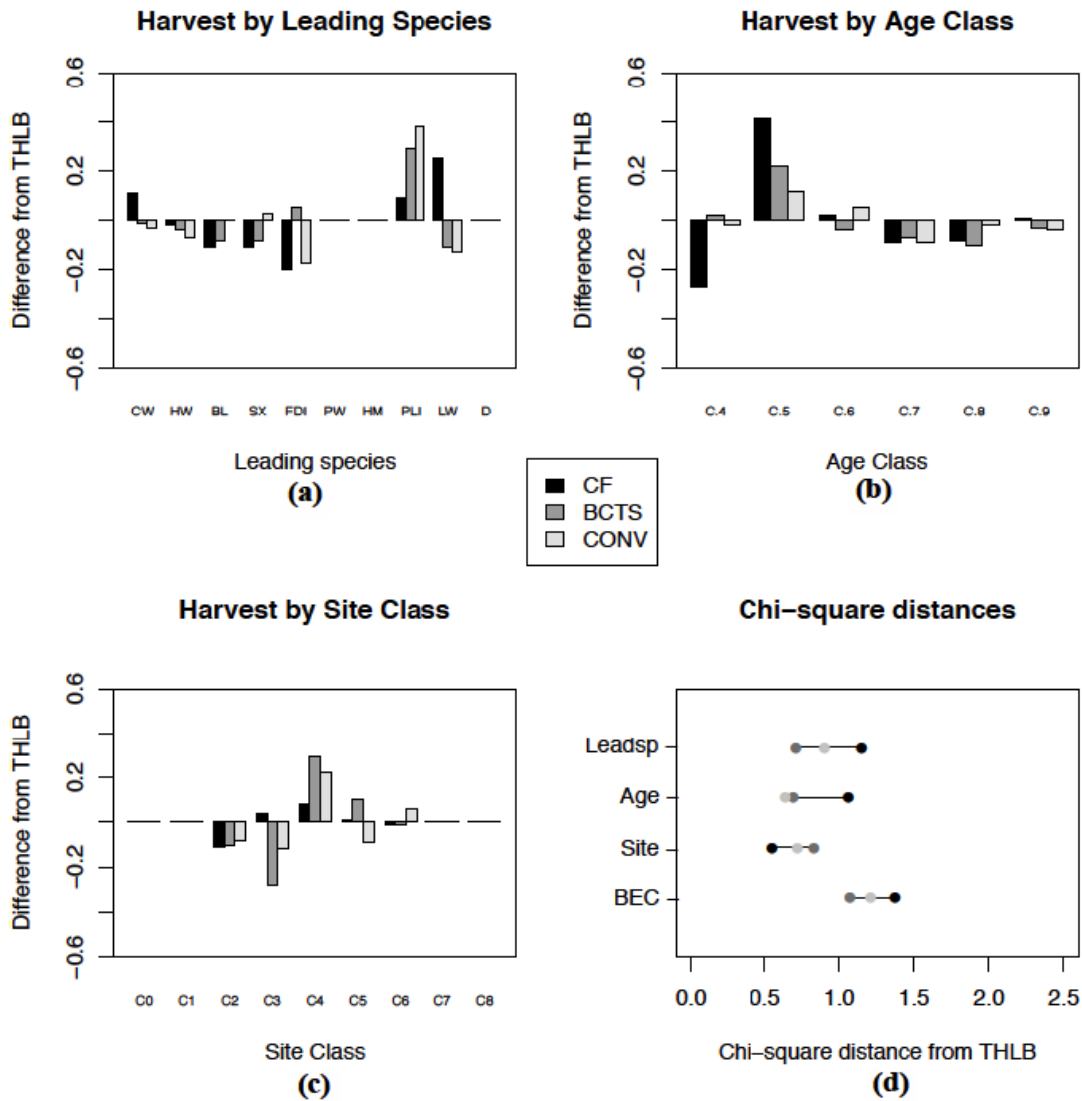 Harvest by Leading Species
Difference from THLB
0.6
0.2
−0.2
−0.6
CW HW BL SX FDI PW HM PLI LW D
Leading species
(a)
Harvest by Age Class
Difference from THLB
0.6
0.2
−0.2
−0.6
C.4 C.5 C.6 C.7 C.8 C.9
Age Class
(b)
CF
BCTS
CONV
Harvest by Site Class
Difference from THLB
0.6
0.2
−0.2
−0.6
C0 C1 C2 C3 C4 C5 C6 C7 C8
Site Class
(c)
Chi−square distances
Leadsp
Age
Site
BEC
0.0 0.5 1.0 1.5 2.0 2.5
Chi−square distance from THLB
(d)